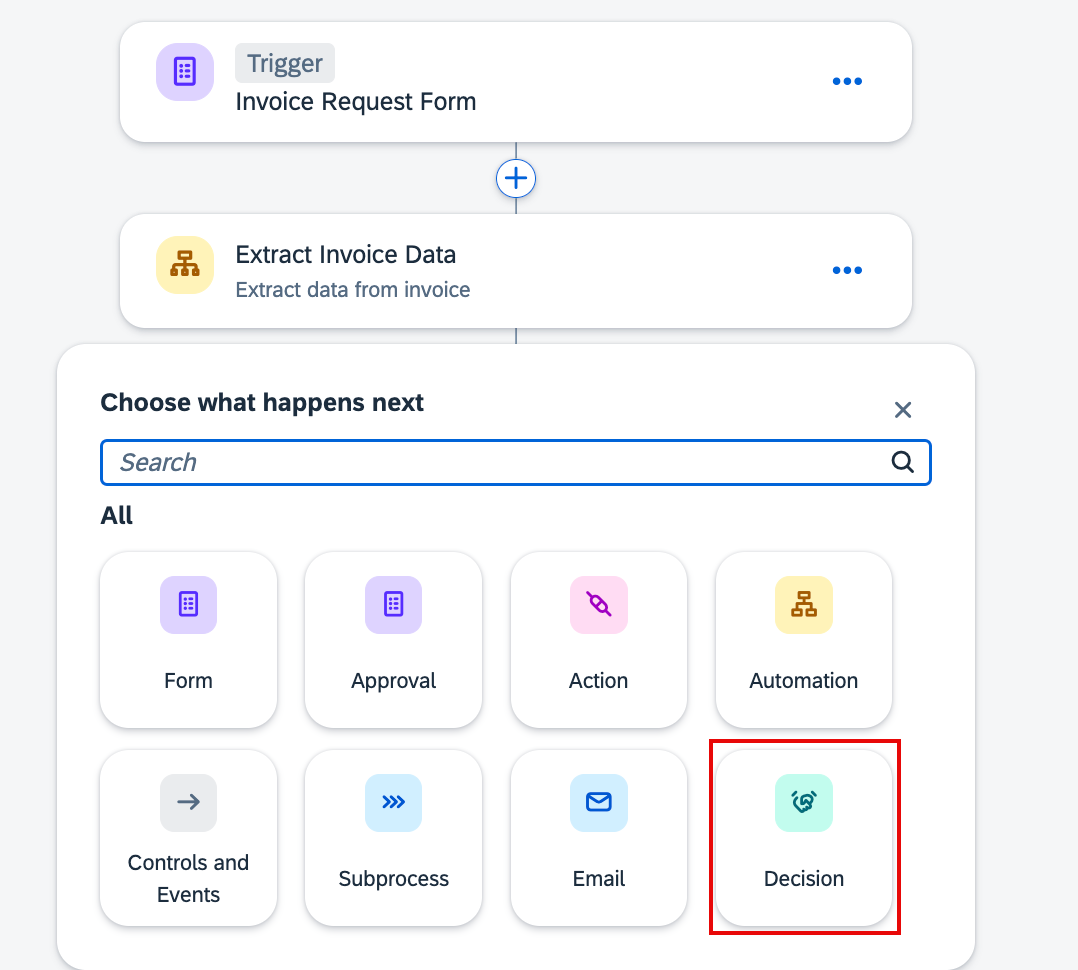 Trigger
Invoice Request Form
Extract Invoice Data
Extract data from invoice
Choose what happens next
Search
All
Form
Approval
Action
Automation
Controls and
Events
Subprocess
Email
Decision